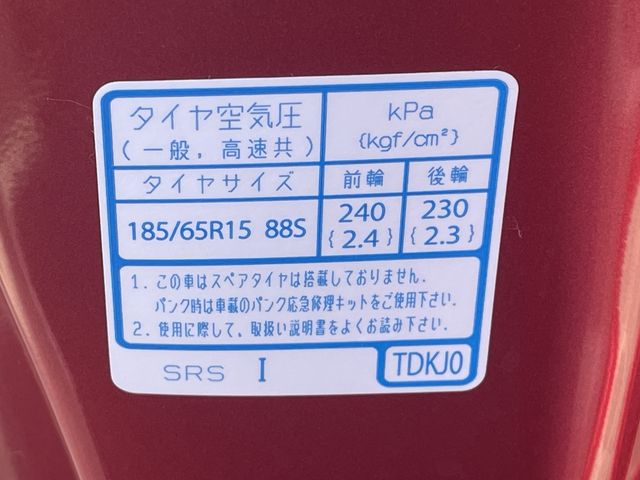 タイヤ空気圧
(一般，高速共)
kPa
{kgf/cm²}
タイヤサイズ
前輪
後輪
185/65R15 88S
240
{2.4}
230
{2.3}
1．この車はスペアタイヤは搭載しておりません．
パンク時は車載のパンク応急修理キットをご使用下さい．
2．使用に際して、取扱い説明書をよくお読み下さい．
SRS I
TDKJ0